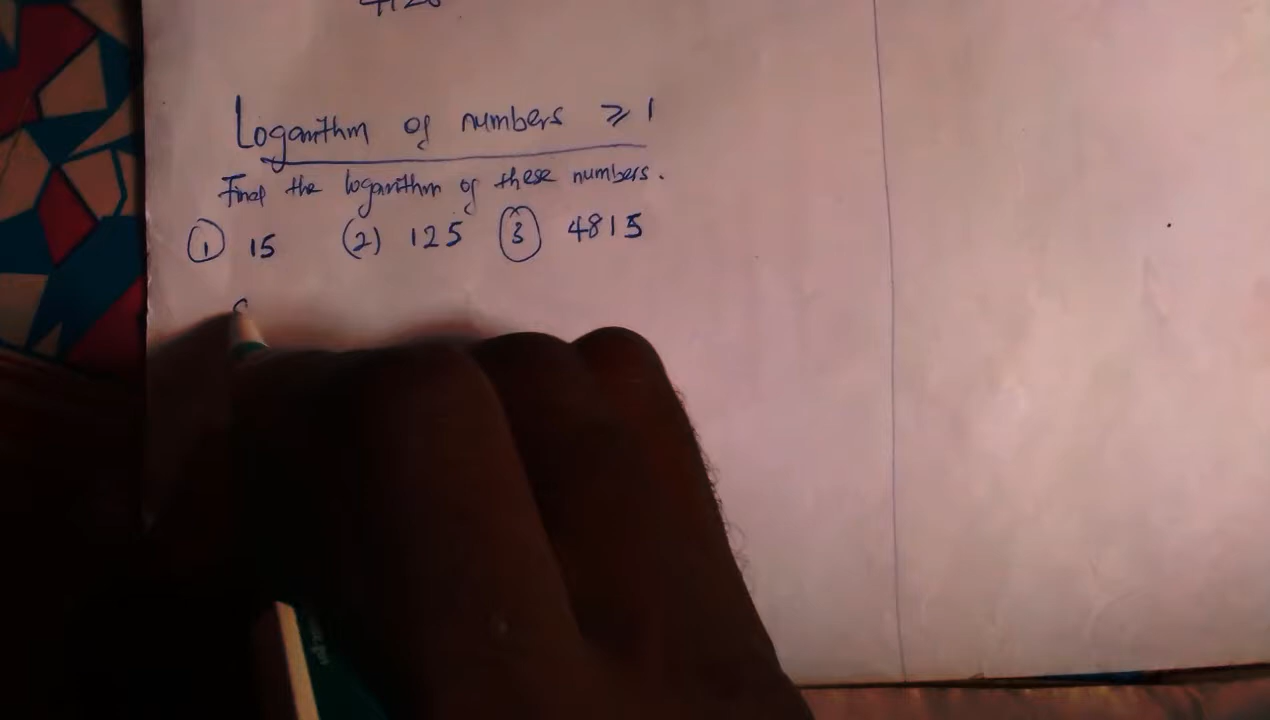 Logarithm of numbers ⩾ 1
Find the logarithm of these numbers.
① 15 (2) 125 ③ 4815